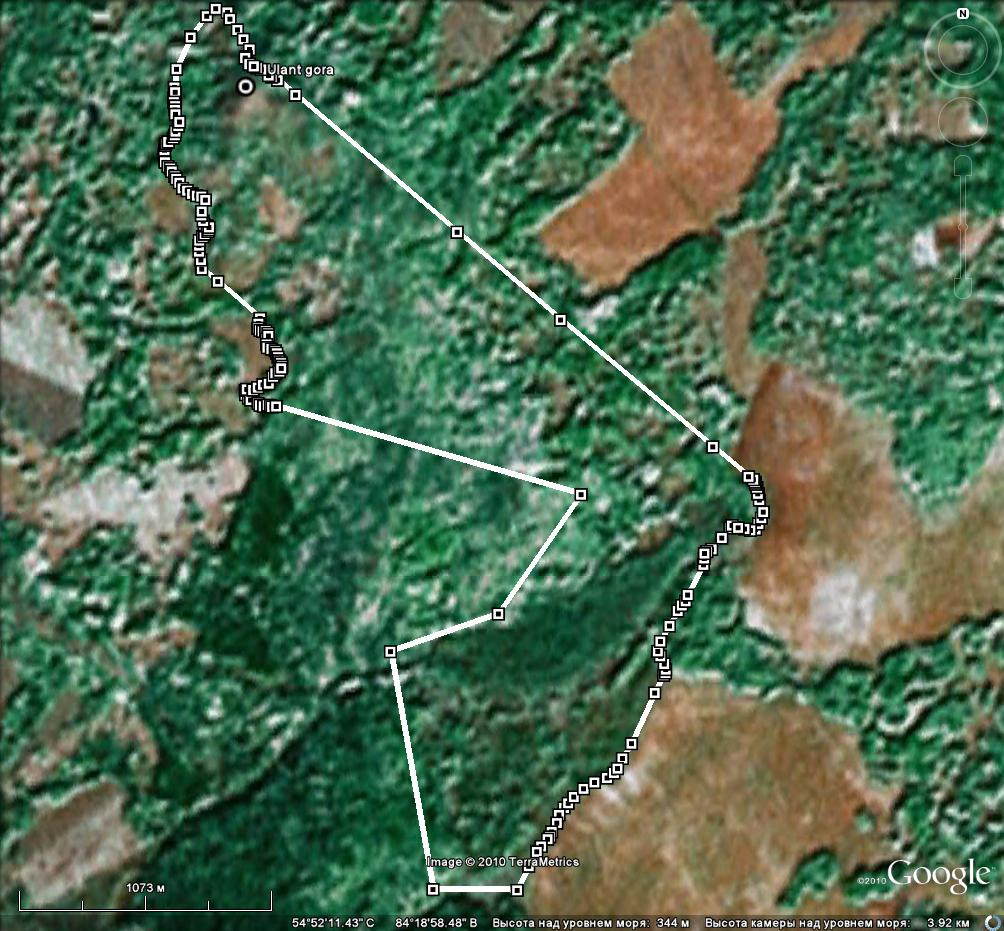 N
Ulant gora
Image © 2010 TerraMetrics
©2010 Google
1073 м
54°52'11.43" С 84°18'58.48" В Высота над уровнем моря: 344 м Высота камеры над уровнем моря: 3.92 км